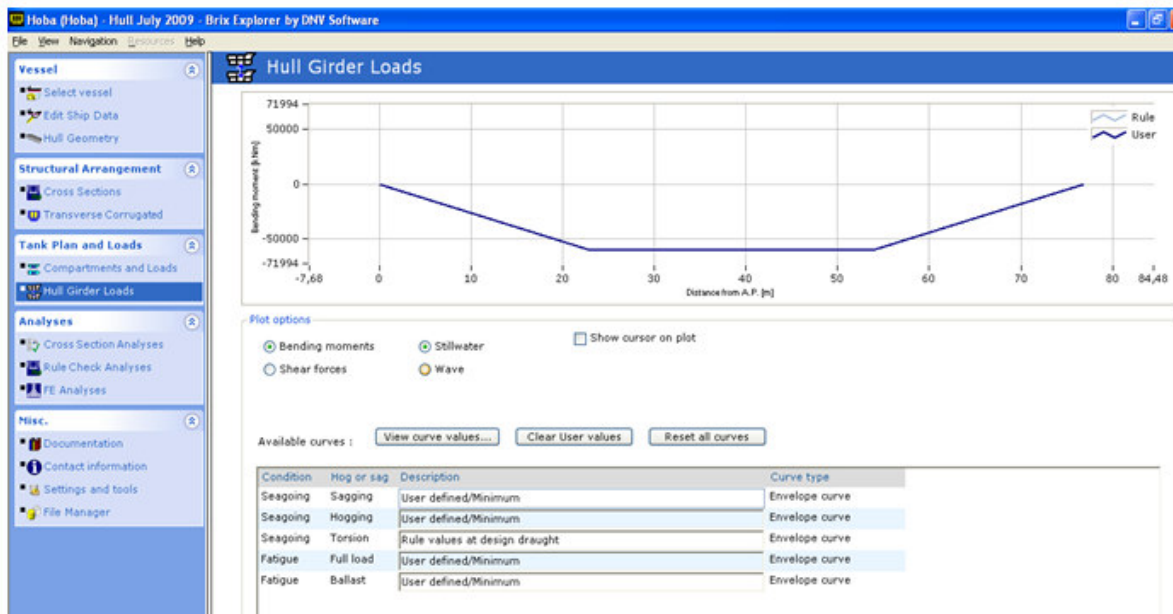 Hoba (Hoba) - Hull July 2009 - Brix Explorer by DNV Software
File View Navigation Resources Help
Vessel
Select vessel
Edit Ship Data
Hull Geometry
Structural Arrangement
Cross Sections
Transverse Corrugated
Tank Plan and Loads
Compartments and Loads
Hull Girder Loads
Analyses
Cross Section Analyses
Rule Check Analyses
FE Analyses
Misc.
Documentation
Contact information
Settings and tools
File Manager
Hull Girder Loads
71994
50000
0
-50000
-71994
Bending moment [kNm]
Rule
User
-7,68 0 10 20 30 40 50 60 70 80 84,48
Distance from A.P. [m]
Plot options
Bending moments Stillwater Show cursor on plot
Shear forces Wave
Available curves : View curve values... Clear User values Reset all curves
Condition Hog or sag Description Curve type
Seagoing Sagging User defined/Minimum Envelope curve
Seagoing Hogging User defined/Minimum Envelope curve
Seagoing Torsion Rule values at design draught Envelope curve
Fatigue Full load User defined/Minimum Envelope curve
Fatigue Ballast User defined/Minimum Envelope curve